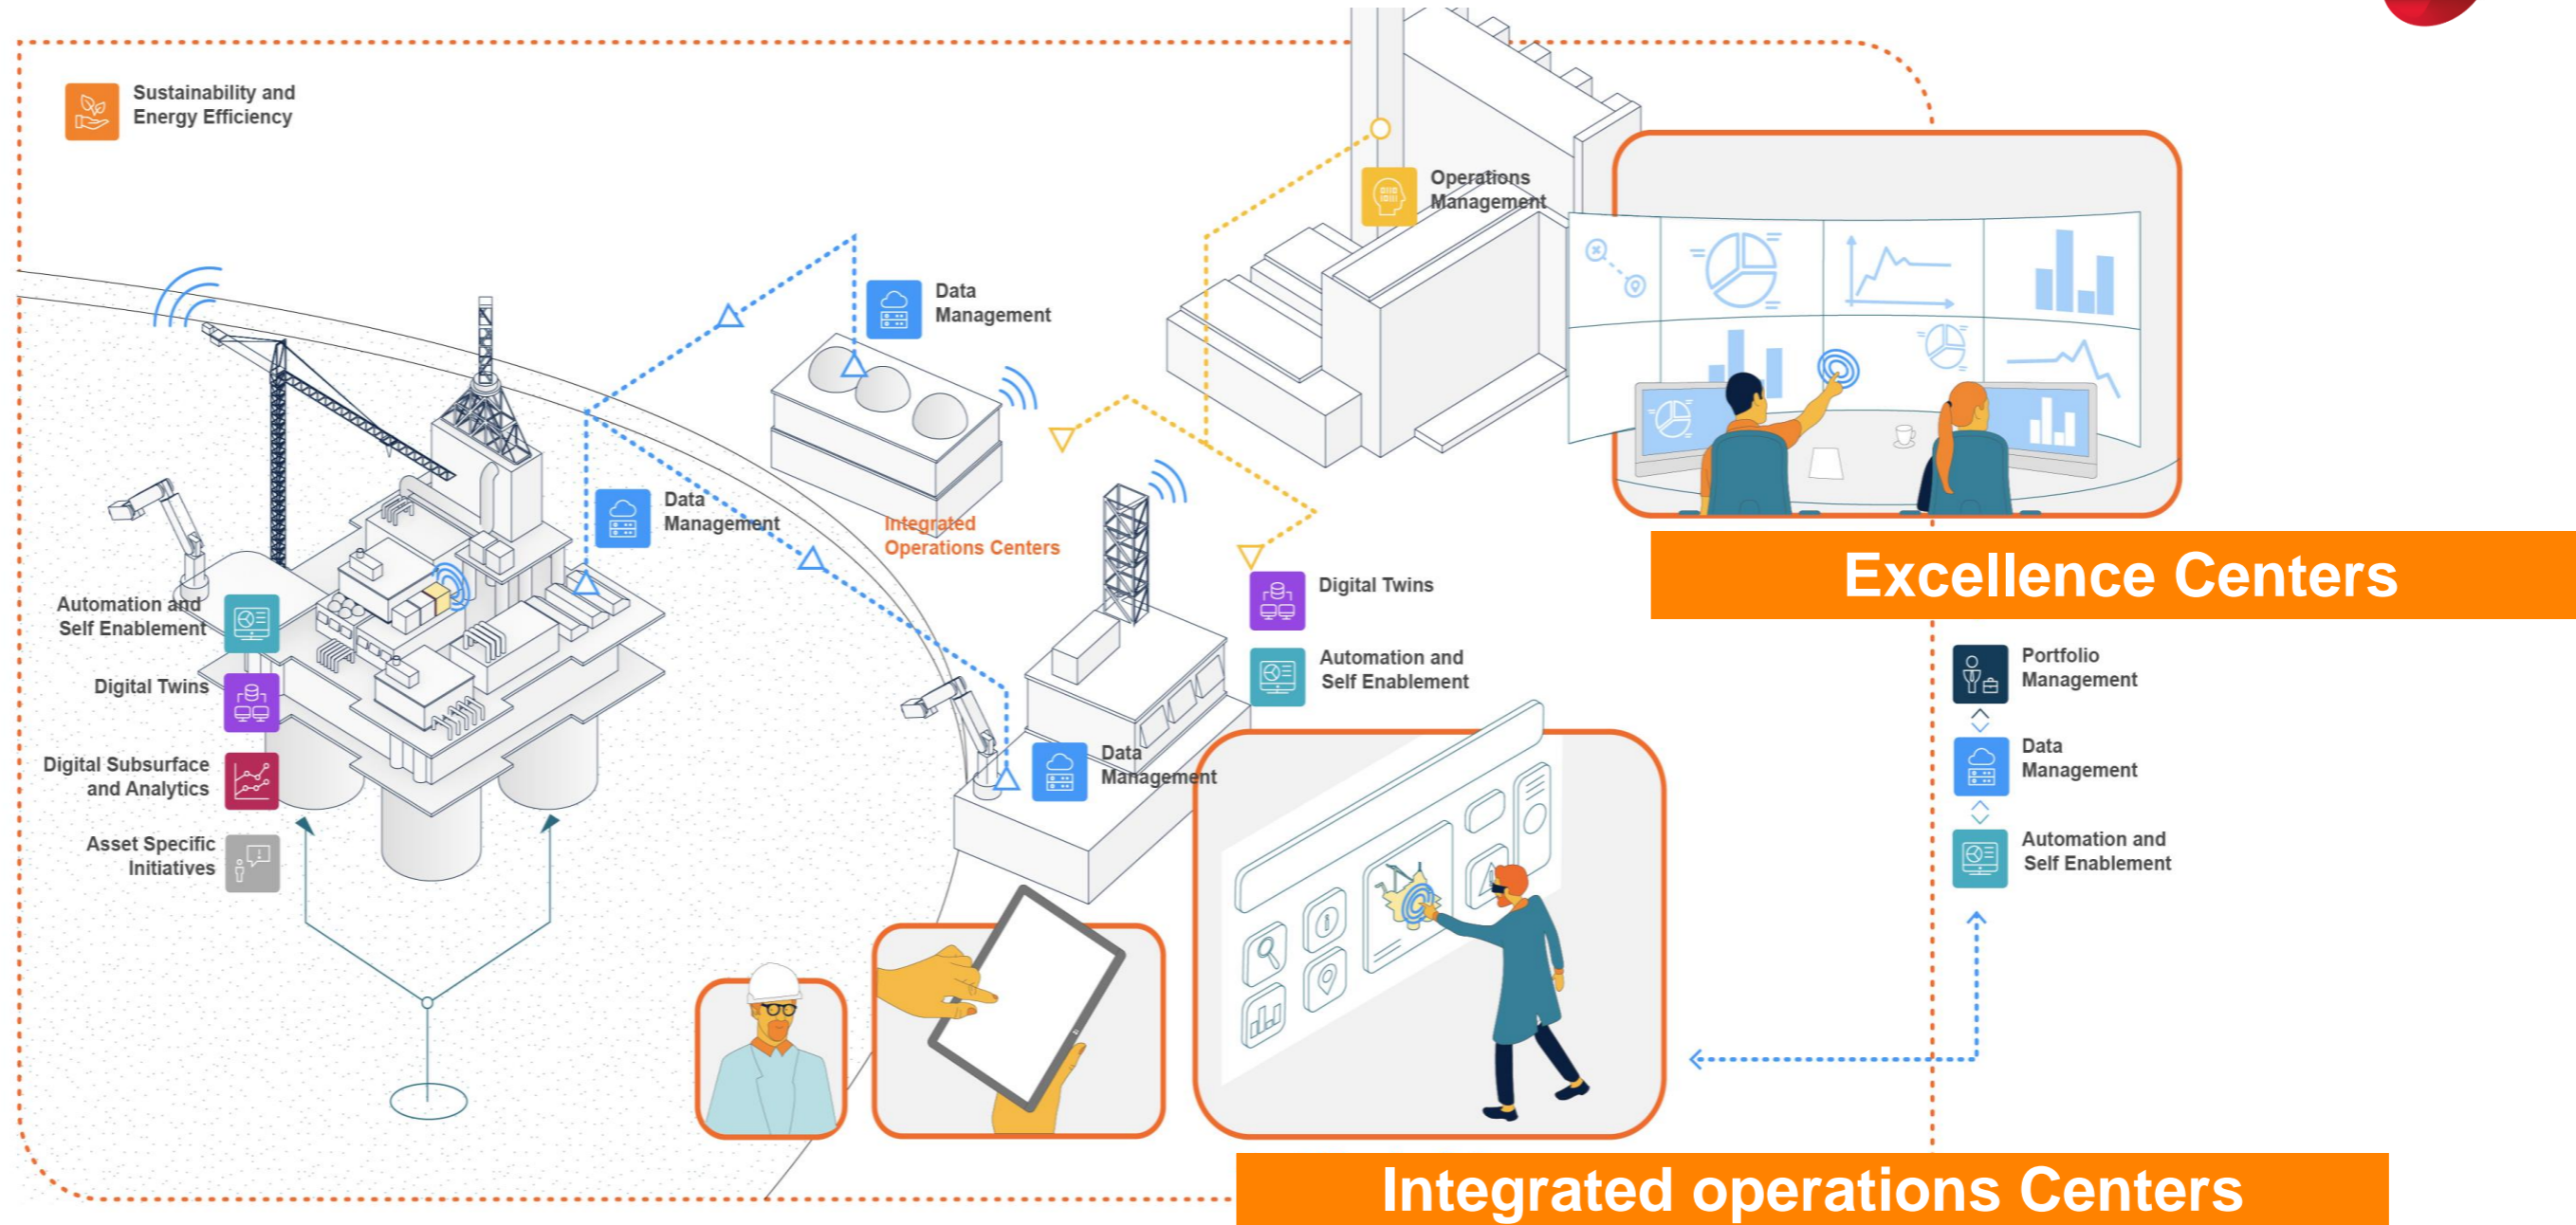 Sustainability and
Energy Efficiency
Operations
Management
Data
Management
Data
Management
Integrated
Operations Centers
Excellence Centers
Digital Twins
Automation and
Self Enablement
Automation and
Self Enablement
Digital Twins
Digital Subsurface
and Analytics
Asset Specific
Initiatives
Data
Management
Portfolio
Management
Data
Management
Automation and
Self Enablement
Integrated operations Centers